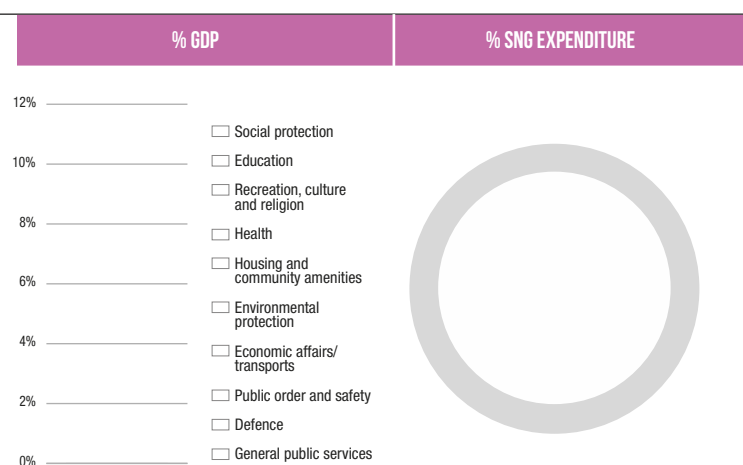 % GDP
% SNG EXPENDITURE
12%
10%
8%
6%
4%
2%
0%
Social protection
Education
Recreation, culture
and religion
Health
Housing and
community amenities
Environmental
protection
Economic affairs/
transports
Public order and safety
Defence
General public services